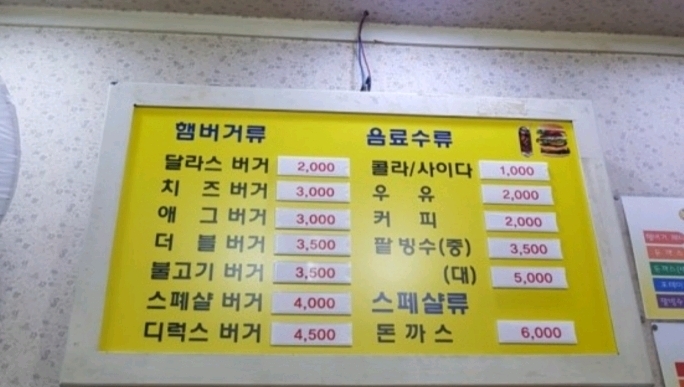 햄버거류
달라스 버거 2,000
치즈 버거 3,000
애그 버거 3,000
더블 버거 3,500
불고기 버거 3,500
스페샬 버거 4,000
디럭스 버거 4,500
음료수류
콜라/사이다 1,000
우유 2,000
커피 2,000
팥빙수(중) 3,500
(대) 5,000
스페샬류
돈까스 6,000